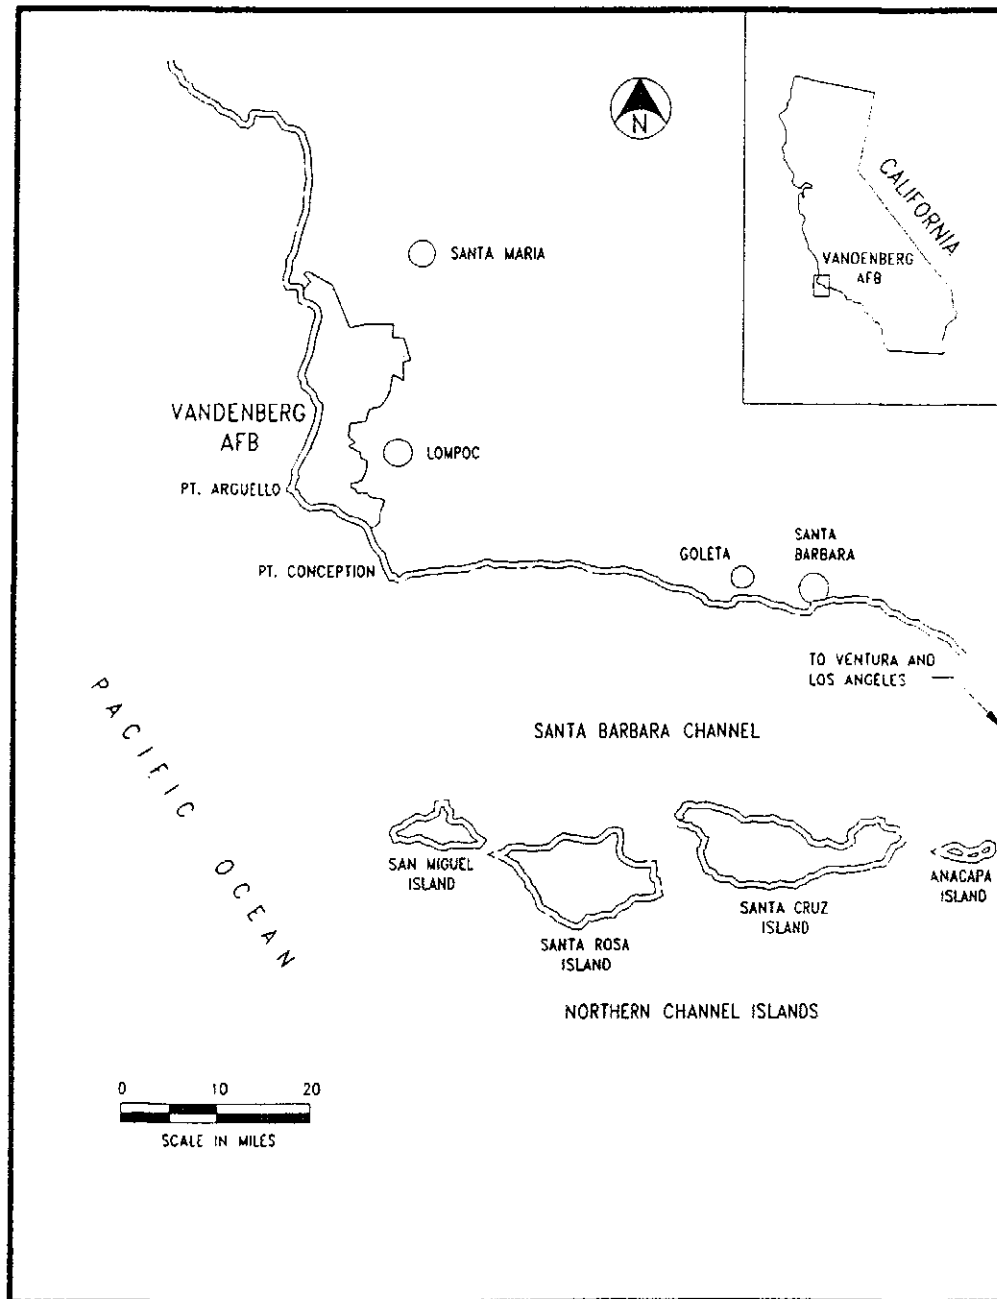 N
CALIFORNIA
VANDENBERG
AFB
SANTA MARIA
VANDENBERG
AFB
LOMPOC
PT. ARGUELLO
SANTA
BARBARA
GOLETA
PT. CONCEPTION
TO VENTURA AND
LOS ANGELES
PACIFIC OCEAN
SANTA BARBARA CHANNEL
SAN MIGUEL
ISLAND
SANTA ROSA
ISLAND
SANTA CRUZ
ISLAND
ANACAPA
ISLAND
NORTHERN CHANNEL ISLANDS
0 10 20
SCALE IN MILES